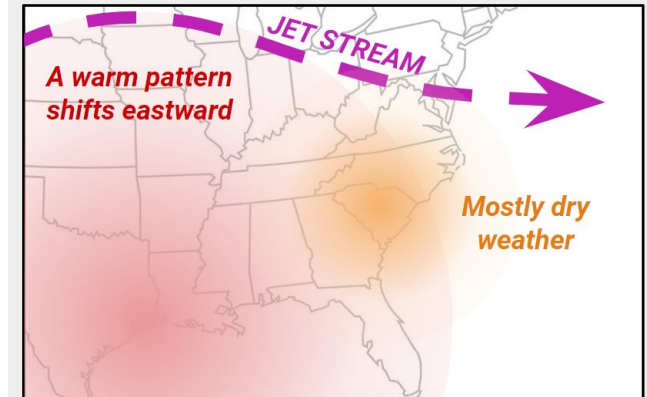 JET STREAM
A warm pattern
shifts eastward
Mostly dry
weather